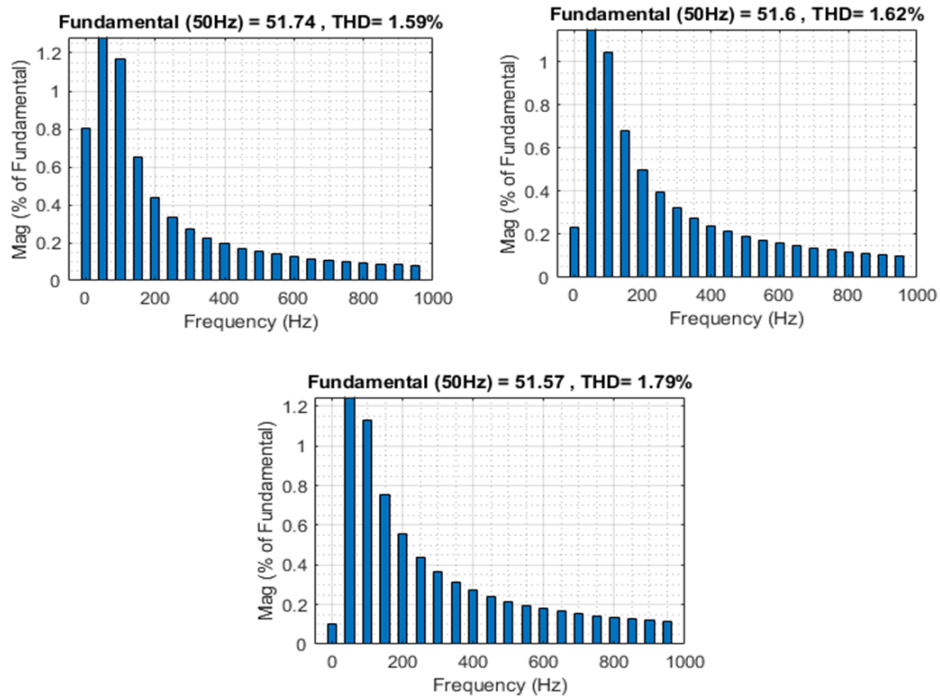 Fundamental (50Hz) = 51.74 , THD= 1.59%
Mag (% of Fundamental)
1.2
1
0.8
0.6
0.4
0.2
0
0 200 400 600 800 1000
Frequency (Hz)
Fundamental (50Hz) = 51.6 , THD= 1.62%
Mag (% of Fundamental)
1
0.8
0.6
0.4
0.2
0
0 200 400 600 800 1000
Frequency (Hz)
Fundamental (50Hz) = 51.57 , THD= 1.79%
Mag (% of Fundamental)
1.2
1
0.8
0.6
0.4
0.2
0
0 200 400 600 800 1000
Frequency (Hz)